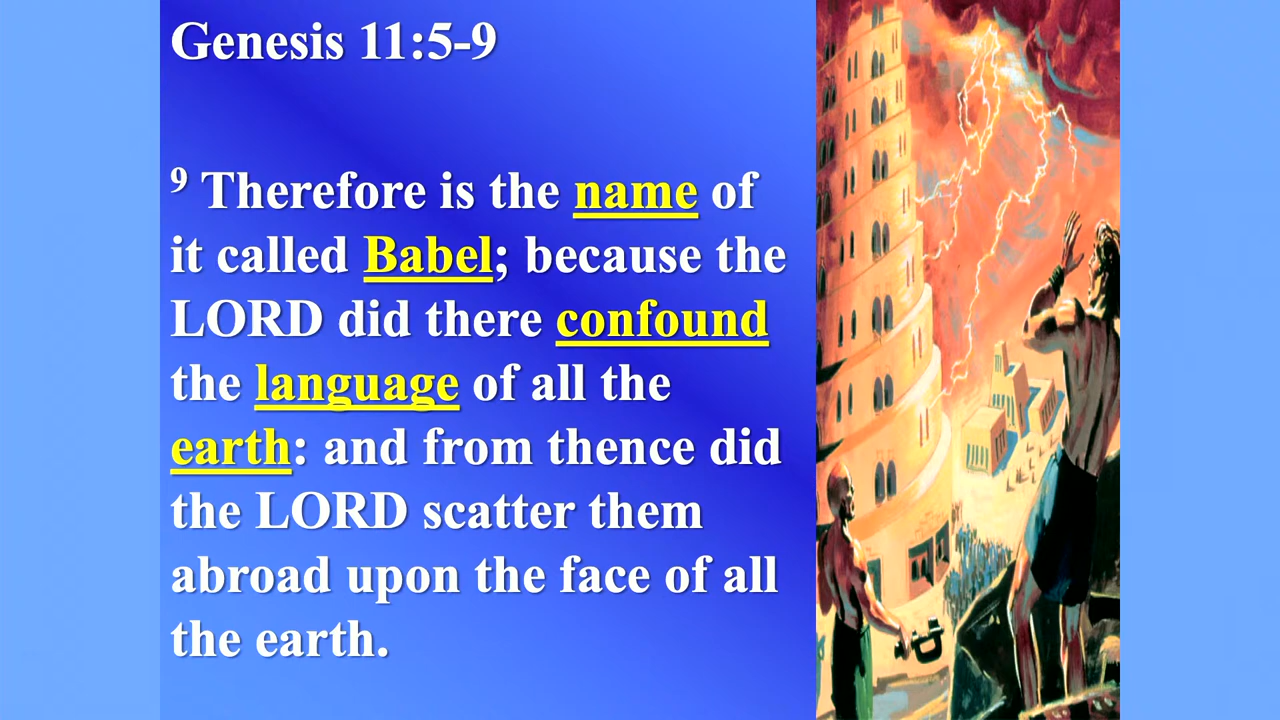 Genesis 11:5-9
9 Therefore is the name of
it called Babel; because the
LORD did there confound
the language of all the
earth: and from thence did
the LORD scatter them
abroad upon the face of all
the earth.